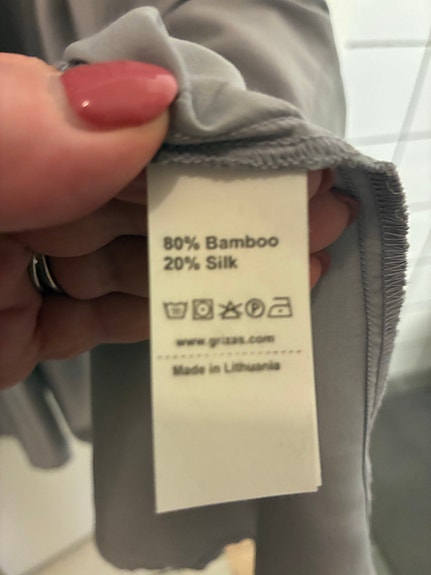 80% Bamboo
20% Silk
www.grizas.com
Made in Lithuania